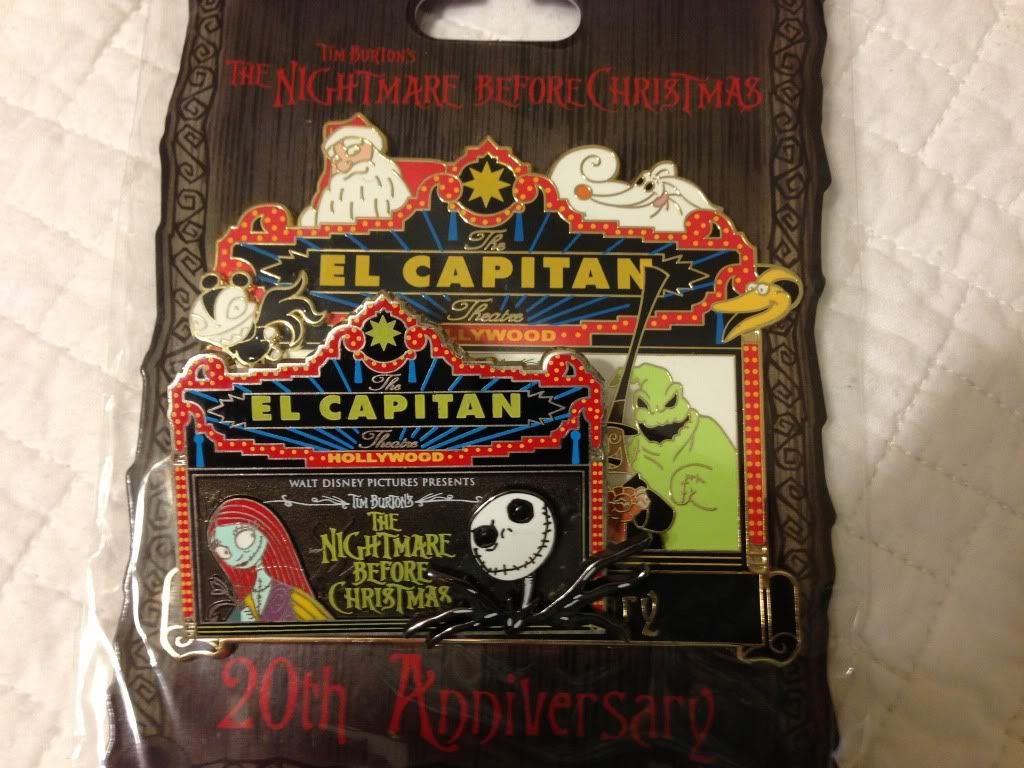 TIM BURTON'S
THE NIGHTMARE BEFORE CHRISTMAS
The
EL CAPITAN
Theatre
LYWOOD
The
EL CAPITAN
Theatre
HOLLYWOOD
WALT DISNEY PICTURES PRESENTS
TIM BURTON'S
THE
NIGHTMARE
BEFORE
CHRISTMAS
20th Anniversary